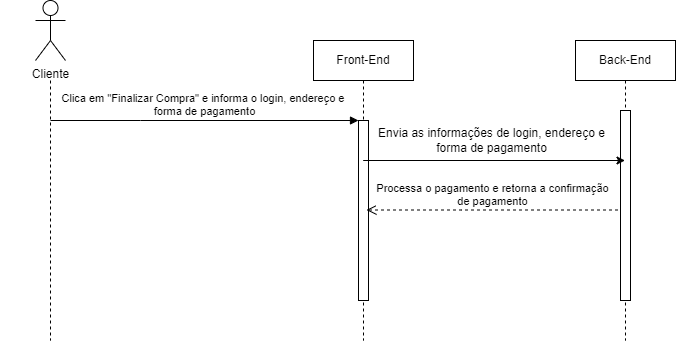 Cliente
Front-End
Back-End
Clica em "Finalizar Compra" e informa o login, endereço e
forma de pagamento
Envia as informações de login, endereço e
forma de pagamento
Processa o pagamento e retorna a confirmação
de pagamento